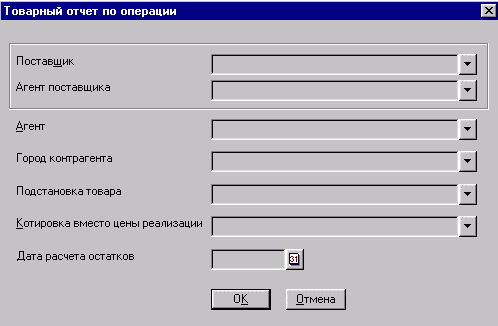 Товарный отчет по операции
Поставщик
Агент поставщика
Агент
Город контрагента
Подстановка товара
Котировка вместо цены реализации
Дата расчета остатков
31
OK
Отмена